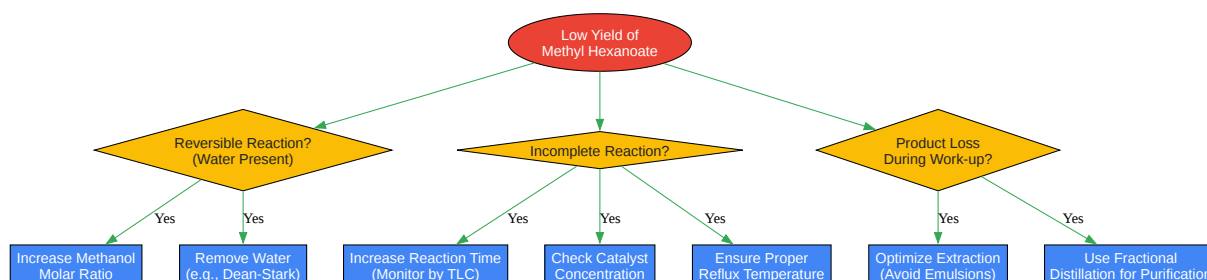 Low Yield of
Methyl Hexanoate
Reversible Reaction?
(Water Present)
Incomplete Reaction?
Product Loss
During Work-up?
Yes
Yes
Yes
Yes
Yes
Yes
Yes
Increase Methanol
Molar Ratio
Remove Water
(e.g., Dean-Stark)
Increase Reaction Time
(Monitor by TLC)
Check Catalyst
Concentration
Ensure Proper
Reflux Temperature
Optimize Extraction
(Avoid Emulsions)
Use Fractional
Distillation for Purification